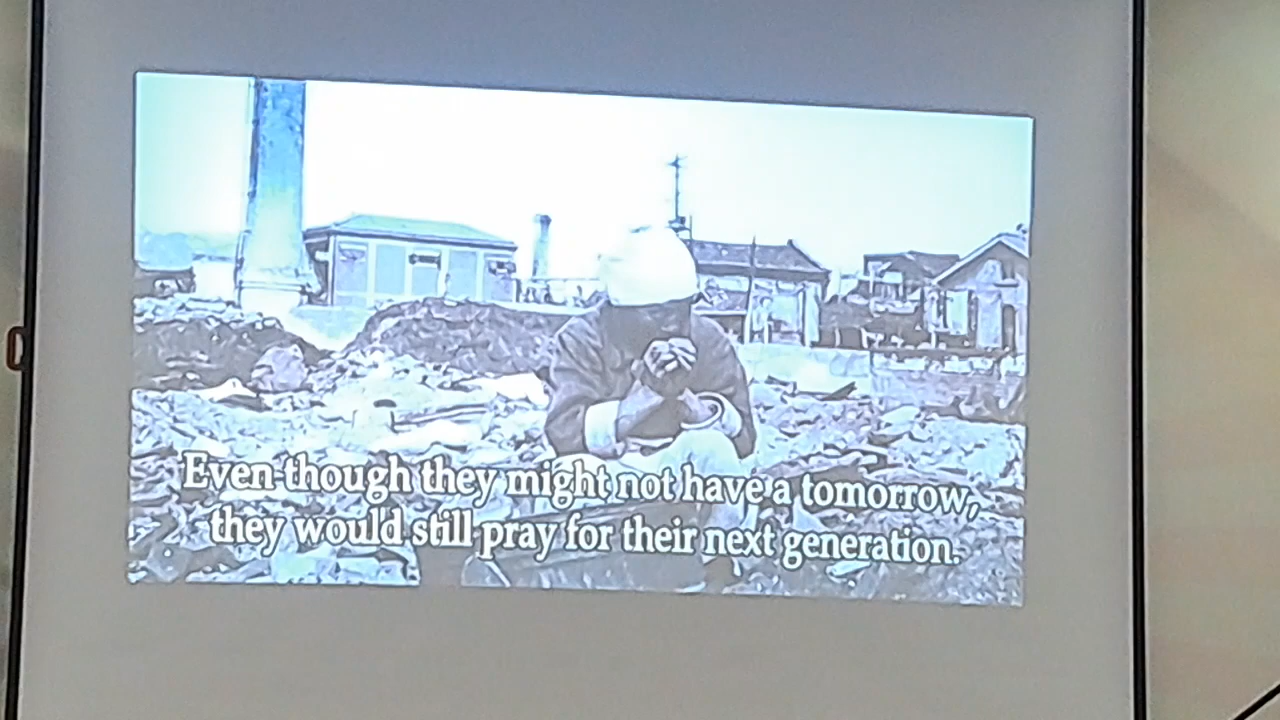 Even though they might not have a tomorrow,
they would still pray for their next generation.